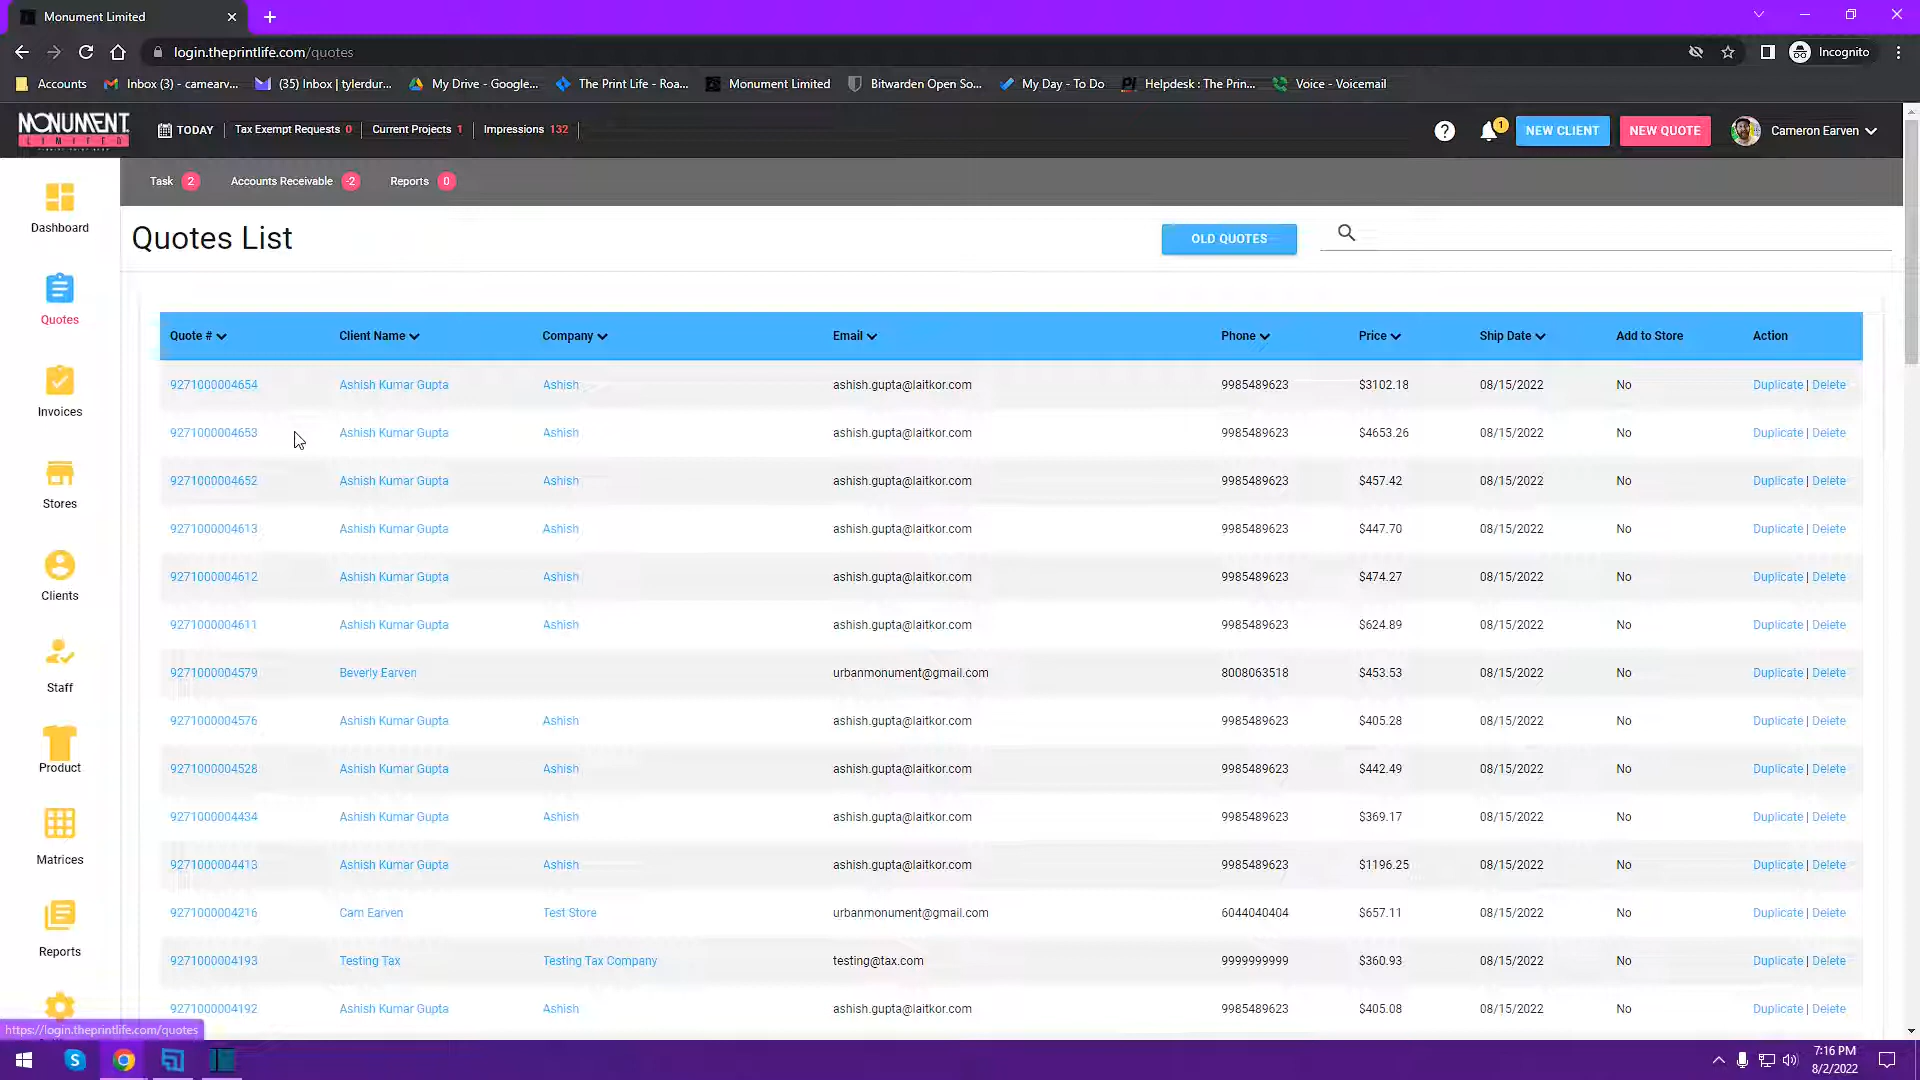 Monument Limited
login.theprintlife.com/quotes
Incognito
Accounts
Inbox (3) - camearv...
(35) Inbox | tylerdur...
My Drive - Google...
The Print Life - Roa...
Monument Limited
Bitwarden Open So...
My Day - To Do
Helpdesk : The Prin...
Voice - Voicemail
MONUMENT
LIMITED
TODAY
Tax Exempt Requests 0
Current Projects 1
Impressions 132
1
NEW CLIENT
NEW QUOTE
Cameron Earven
Task 2
Accounts Receivable -2
Reports 0
Dashboard
Quotes
Invoices
Stores
Clients
Staff
Product
Matrices
Reports
Quotes List
OLD QUOTES
Quote # Client Name Company Email Phone Price Ship Date Add to Store Action
9271000004654 Ashish Kumar Gupta Ashish ashish.gupta@laitkor.com 9985489623 $3102.18 08/15/2022 No Duplicate | Delete
9271000004653 Ashish Kumar Gupta Ashish ashish.gupta@laitkor.com 9985489623 $4653.26 08/15/2022 No Duplicate | Delete
9271000004652 Ashish Kumar Gupta Ashish ashish.gupta@laitkor.com 9985489623 $457.42 08/15/2022 No Duplicate | Delete
9271000004613 Ashish Kumar Gupta Ashish ashish.gupta@laitkor.com 9985489623 $447.70 08/15/2022 No Duplicate | Delete
9271000004612 Ashish Kumar Gupta Ashish ashish.gupta@laitkor.com 9985489623 $474.27 08/15/2022 No Duplicate | Delete
9271000004611 Ashish Kumar Gupta Ashish ashish.gupta@laitkor.com 9985489623 $624.89 08/15/2022 No Duplicate | Delete
9271000004579 Beverly Earven urbanmonument@gmail.com 8008063518 $453.53 08/15/2022 No Duplicate | Delete
9271000004576 Ashish Kumar Gupta Ashish ashish.gupta@laitkor.com 9985489623 $405.28 08/15/2022 No Duplicate | Delete
9271000004528 Ashish Kumar Gupta Ashish ashish.gupta@laitkor.com 9985489623 $442.49 08/15/2022 No Duplicate | Delete
9271000004434 Ashish Kumar Gupta Ashish ashish.gupta@laitkor.com 9985489623 $369.17 08/15/2022 No Duplicate | Delete
9271000004413 Ashish Kumar Gupta Ashish ashish.gupta@laitkor.com 9985489623 $1196.25 08/15/2022 No Duplicate | Delete
9271000004216 Cam Earven Test Store urbanmonument@gmail.com 6044040404 $657.11 08/15/2022 No Duplicate | Delete
9271000004193 Testing Tax Testing Tax Company testing@tax.com 9999999999 $360.93 08/15/2022 No Duplicate | Delete
9271000004192 Ashish Kumar Gupta Ashish ashish.gupta@laitkor.com 9985489623 $405.08 08/15/2022 No Duplicate | Delete
https://login.theprintlife.com/quotes
7:16 PM
8/2/2022